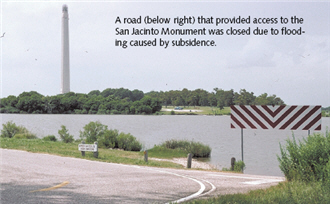 A road (below right) that provided access to the
San Jacinto Monument was closed due to flood-
ing caused by subsidence.